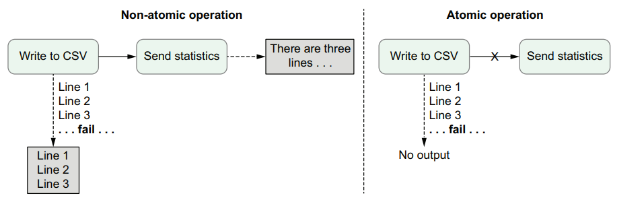 Non-atomic operation
Write to CSV
Send statistics
There are three
lines . . .
Line 1
Line 2
Line 3
. . . fail . . .
Line 1
Line 2
Line 3
Atomic operation
Write to CSV
X
Send statistics
Line 1
Line 2
Line 3
. . . fail . . .
No output